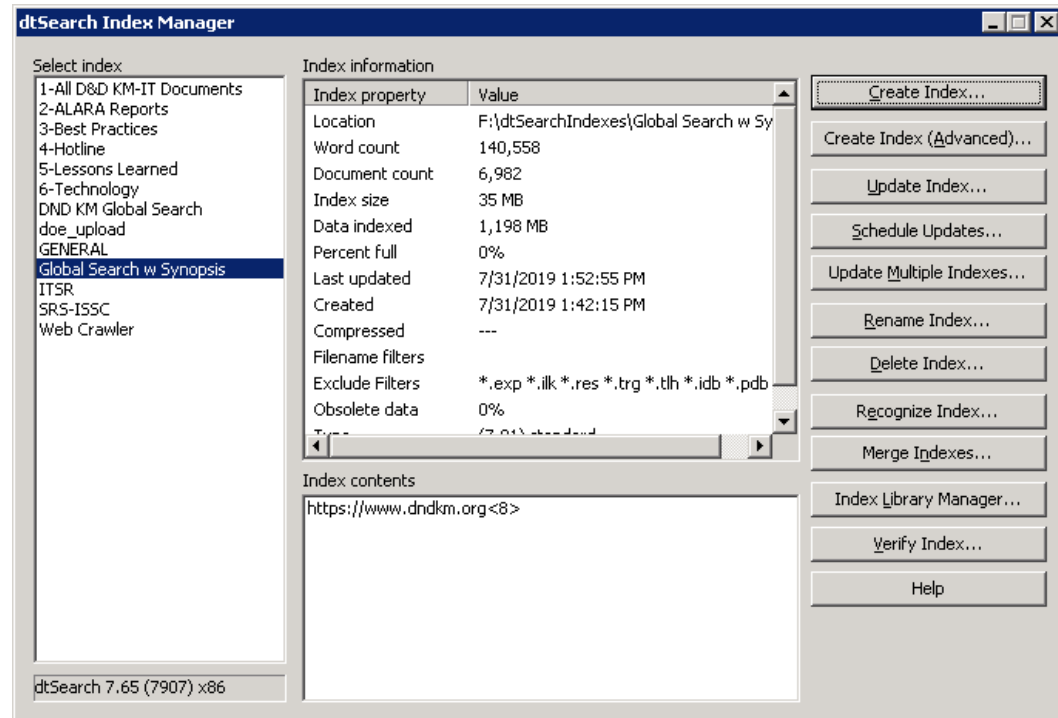 dtSearch Index Manager
Select index
1-All D&D KM-IT Documents
2-ALARA Reports
3-Best Practices
4-Hotline
5-Lessons Learned
6-Technology
DND KM Global Search
doe_upload
GENERAL
Global Search w Synopsis
ITSR
SRS-ISSC
Web Crawler
dtSearch 7.65 (7907) x86
Index information
Index property Value
Location F:\dtSearchIndexes\Global Search w Sy
Word count 140,558
Document count 6,982
Index size 35 MB
Data indexed 1,198 MB
Percent full 0%
Last updated 7/31/2019 1:52:55 PM
Created 7/31/2019 1:42:15 PM
Compressed ---
Filename filters
Exclude Filters *.exp *.ilk *.res *.trg *.tlh *.idb *.pdb
Obsolete data 0%
Index contents
https://www.dndkm.org<8>
Create Index...
Create Index (Advanced)...
Update Index...
Schedule Updates...
Update Multiple Indexes...
Rename Index...
Delete Index...
Recognize Index...
Merge Indexes...
Index Library Manager...
Verify Index...
Help